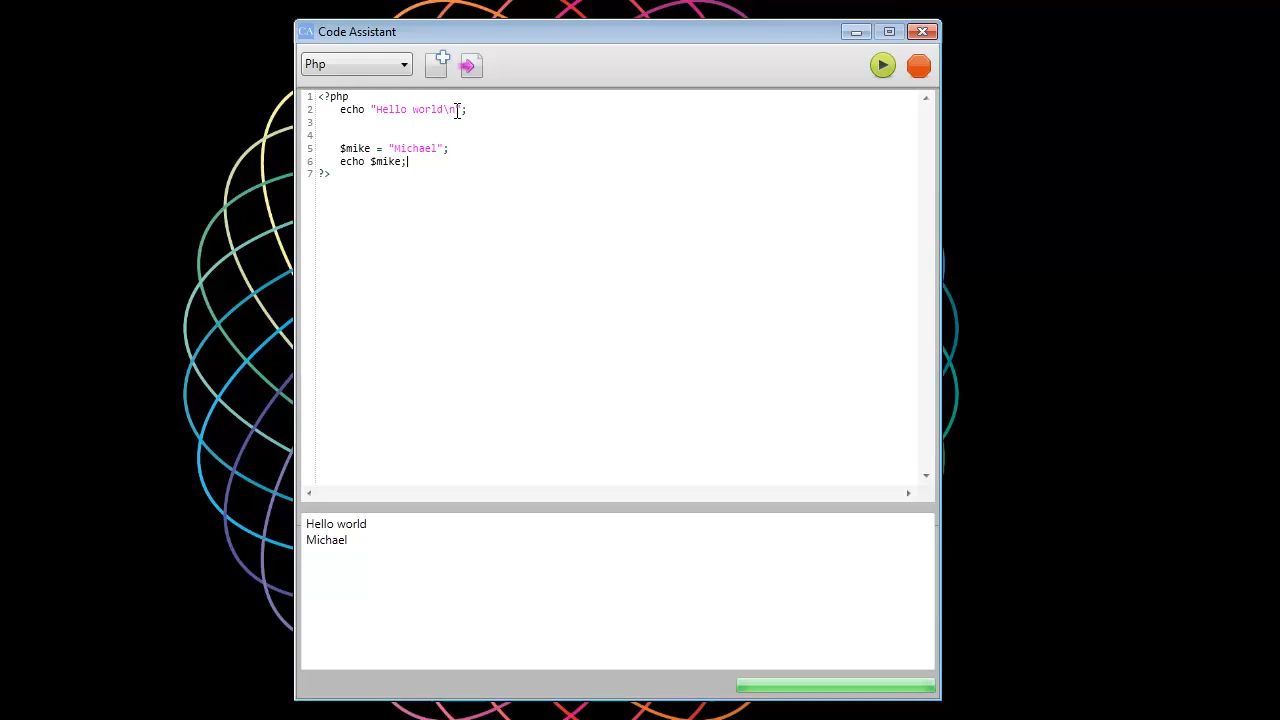 CA Code Assistant
Php
1 <?php
2 echo "Hello world\n";
3
4
5 $mike = "Michael";
6 echo $mike;
7 ?>
Hello world
Michael